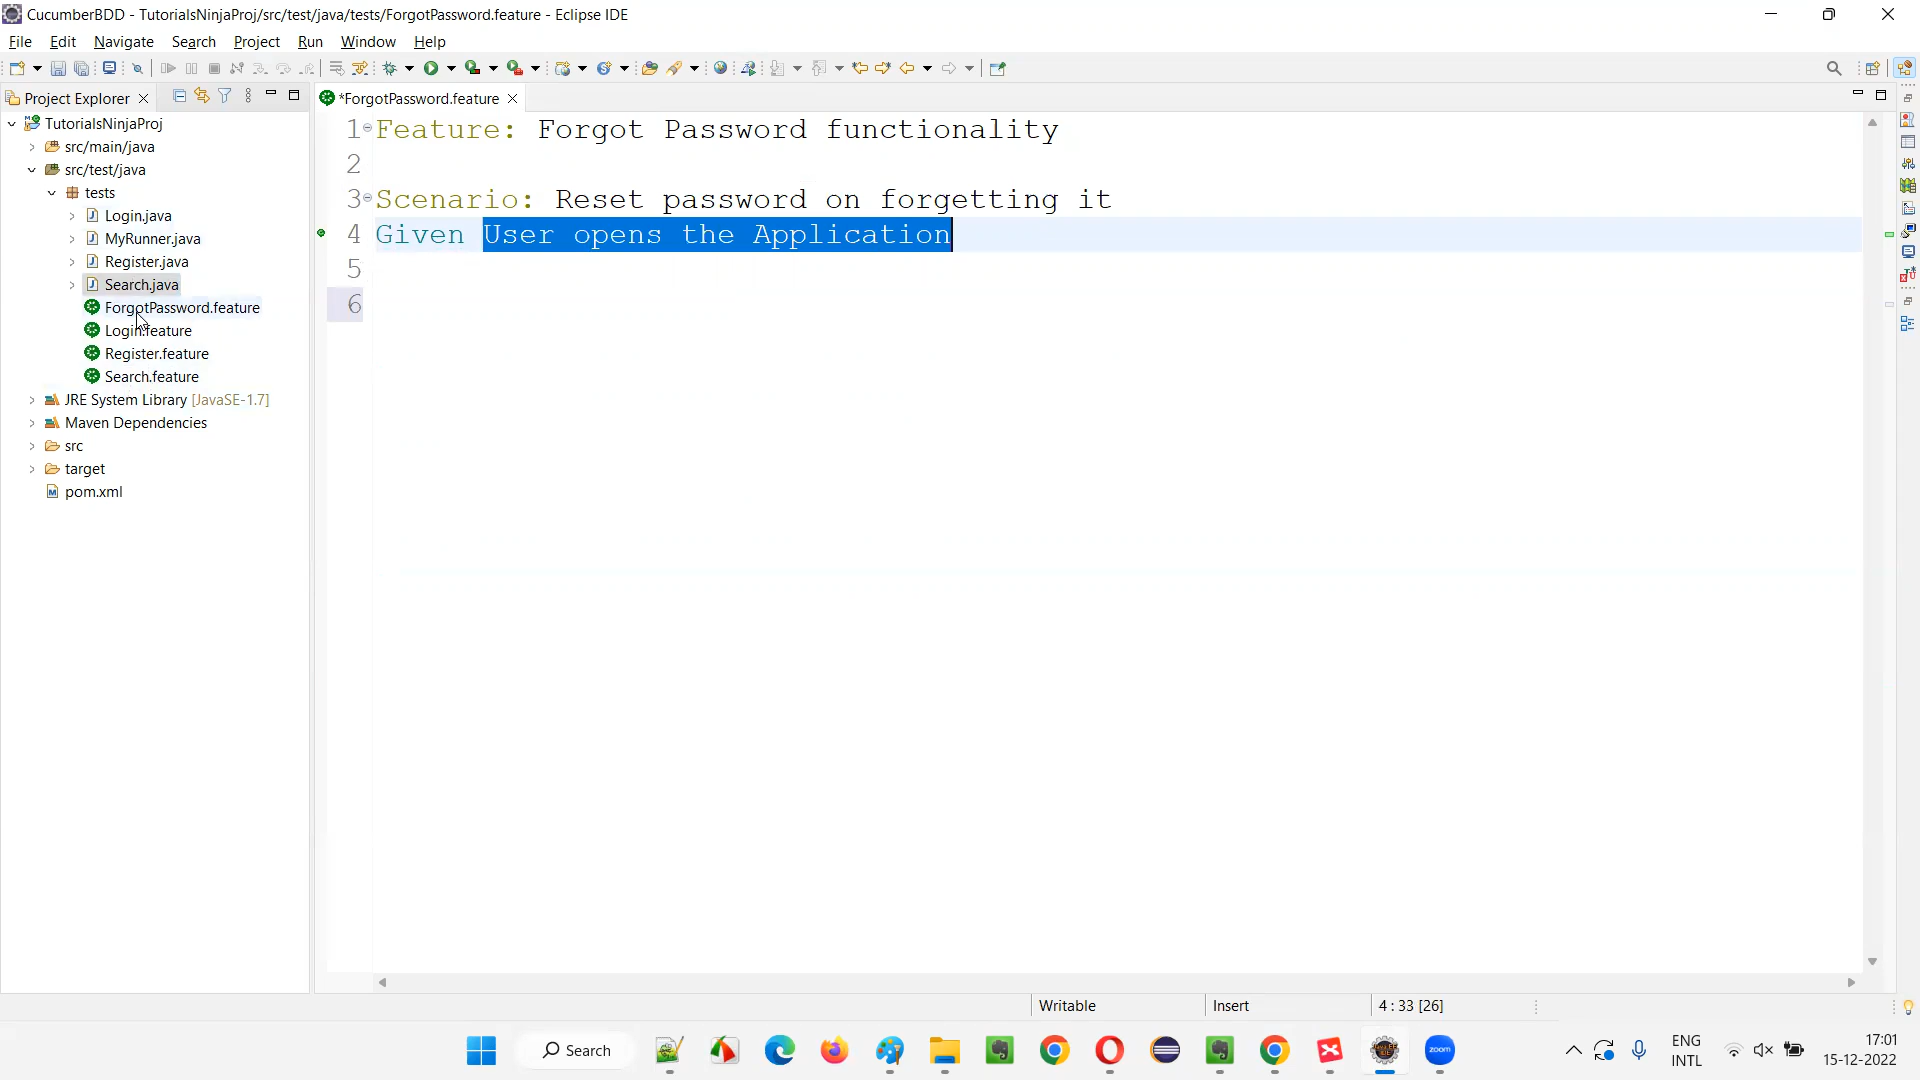 CucumberBDD - TutorialsNinjaProj/src/test/java/tests/ForgotPassword.feature - Eclipse IDE
File Edit Navigate Search Project Run Window Help
Project Explorer
*ForgotPassword.feature
TutorialsNinjaProj
src/main/java
src/test/java
tests
Login.java
MyRunner.java
Register.java
Search.java
ForgotPassword.feature
Login.feature
Register.feature
Search.feature
JRE System Library [JavaSE-1.7]
Maven Dependencies
src
target
pom.xml
1 Feature: Forgot Password functionality
2
3 Scenario: Reset password on forgetting it
4 Given User opens the Application
5
6
Writable Insert 4 : 33 [26]
Search
zoom
ENG
INTL
17:01
15-12-2022